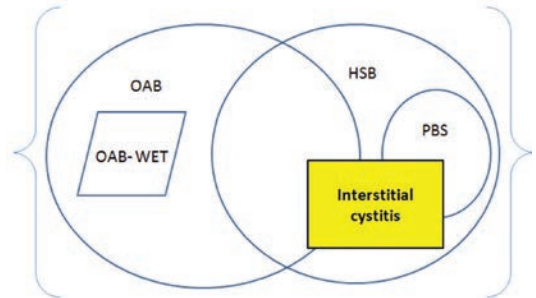 OAB
HSB
PBS
OAB- WET
Interstitial
cystitis